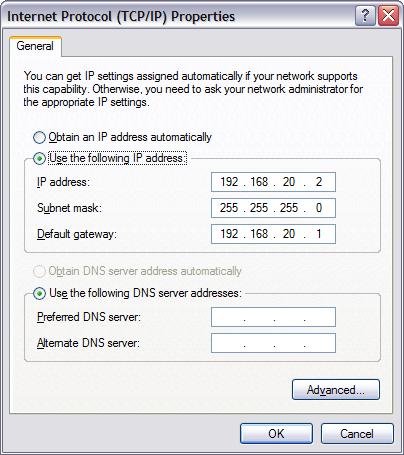 Internet Protocol (TCP/IP) Properties
General
You can get IP settings assigned automatically if your network supports
this capability. Otherwise, you need to ask your network administrator for
the appropriate IP settings.
Obtain an IP address automatically
Use the following IP address:
IP address: 192 . 168 . 20 . 2
Subnet mask: 255 . 255 . 255 . 0
Default gateway: 192 . 168 . 20 . 1
Obtain DNS server address automatically
Use the following DNS server addresses:
Preferred DNS server: . . .
Alternate DNS server: . . .
Advanced...
OK Cancel